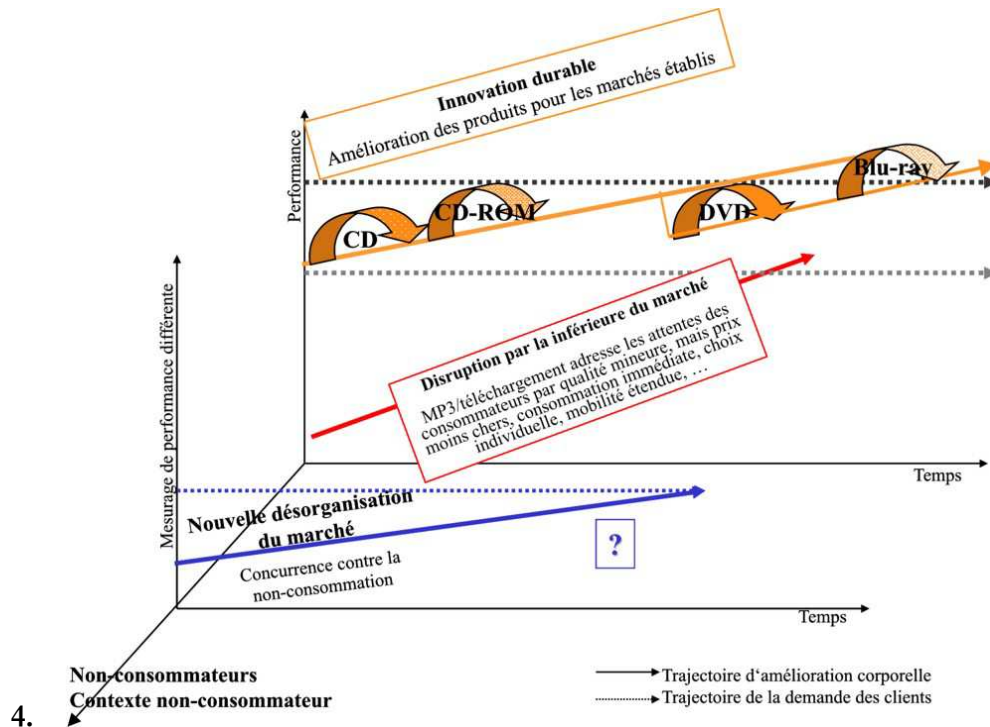 Innovation durable
Amélioration des produits pour les marchés établis
Performance
CD
CD-ROM
DVD
Blu-ray
Mesurage de performance différente
Disruption par la inférieure du marché
MP3/téléchargement adresse les attentes des
consommateurs par qualité mineure, mais prix
moins chers, consommation immédiate, choix
individuelle, mobilité étendue, …
Temps
Nouvelle désorganisation
du marché
?
Concurrence contre la
non-consommation
Temps
Non-consommateurs
Contexte non-consommateur
Trajectoire d‘amélioration corporelle
Trajectoire de la demande des clients
4.